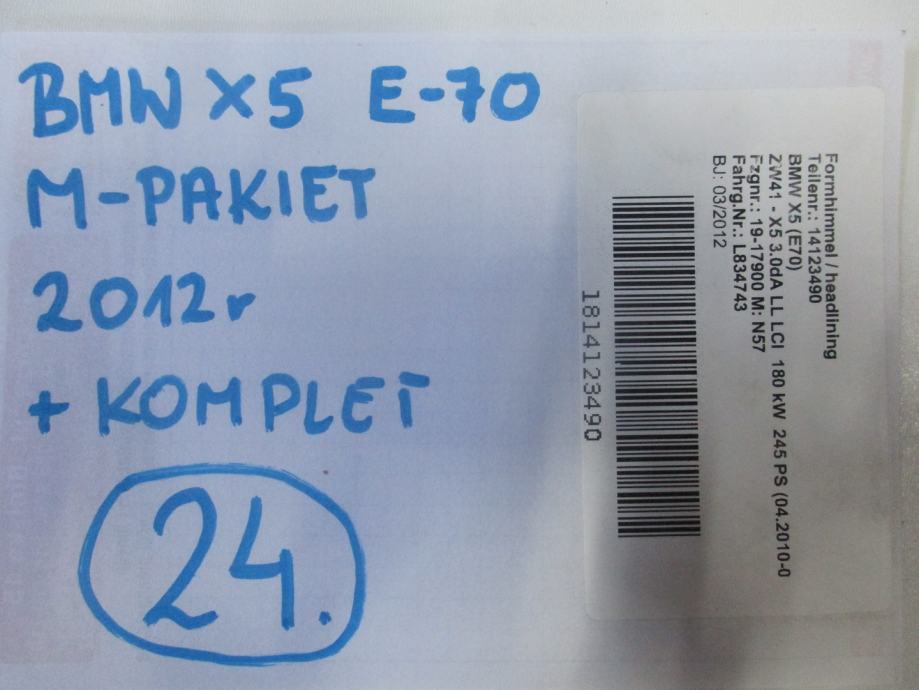 BMW X5 E-70
M-PAKIET
2012r
+ KOMPLET
24.
Formhimmel / headlining
Teilenr.: 14123490
BMW X5 (E70)
ZW41 - X5 3.0dA LL LCI 180 kW 245 PS (04.2010-0
Fzgnr.: 19-17900 M: N57
Fahrg.Nr.: L834743
BJ: 03/2012
1814123490